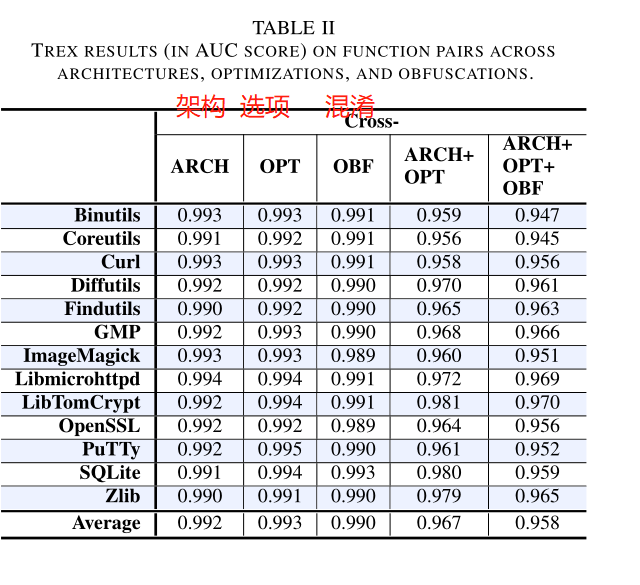 TABLE II
TREX RESULTS (IN AUC SCORE) ON FUNCTION PAIRS ACROSS
ARCHITECTURES, OPTIMIZATIONS, AND OBFUSCATIONS.
架构 选项 混淆
Cross-
ARCH OPT OBF ARCH+ OPT ARCH+ OPT+ OBF
Binutils 0.993 0.993 0.991 0.959 0.947
Coreutils 0.991 0.992 0.991 0.956 0.945
Curl 0.993 0.993 0.991 0.958 0.956
Diffutils 0.992 0.992 0.990 0.970 0.961
Findutils 0.990 0.992 0.990 0.965 0.963
GMP 0.992 0.993 0.990 0.968 0.966
ImageMagick 0.993 0.993 0.989 0.960 0.951
Libmicrohttpd 0.994 0.994 0.991 0.972 0.969
LibTomCrypt 0.992 0.994 0.991 0.981 0.970
OpenSSL 0.992 0.992 0.989 0.964 0.956
PuTTy 0.992 0.995 0.990 0.961 0.952
SQLite 0.991 0.994 0.993 0.980 0.959
Zlib 0.990 0.991 0.990 0.979 0.965
Average 0.992 0.993 0.990 0.967 0.958